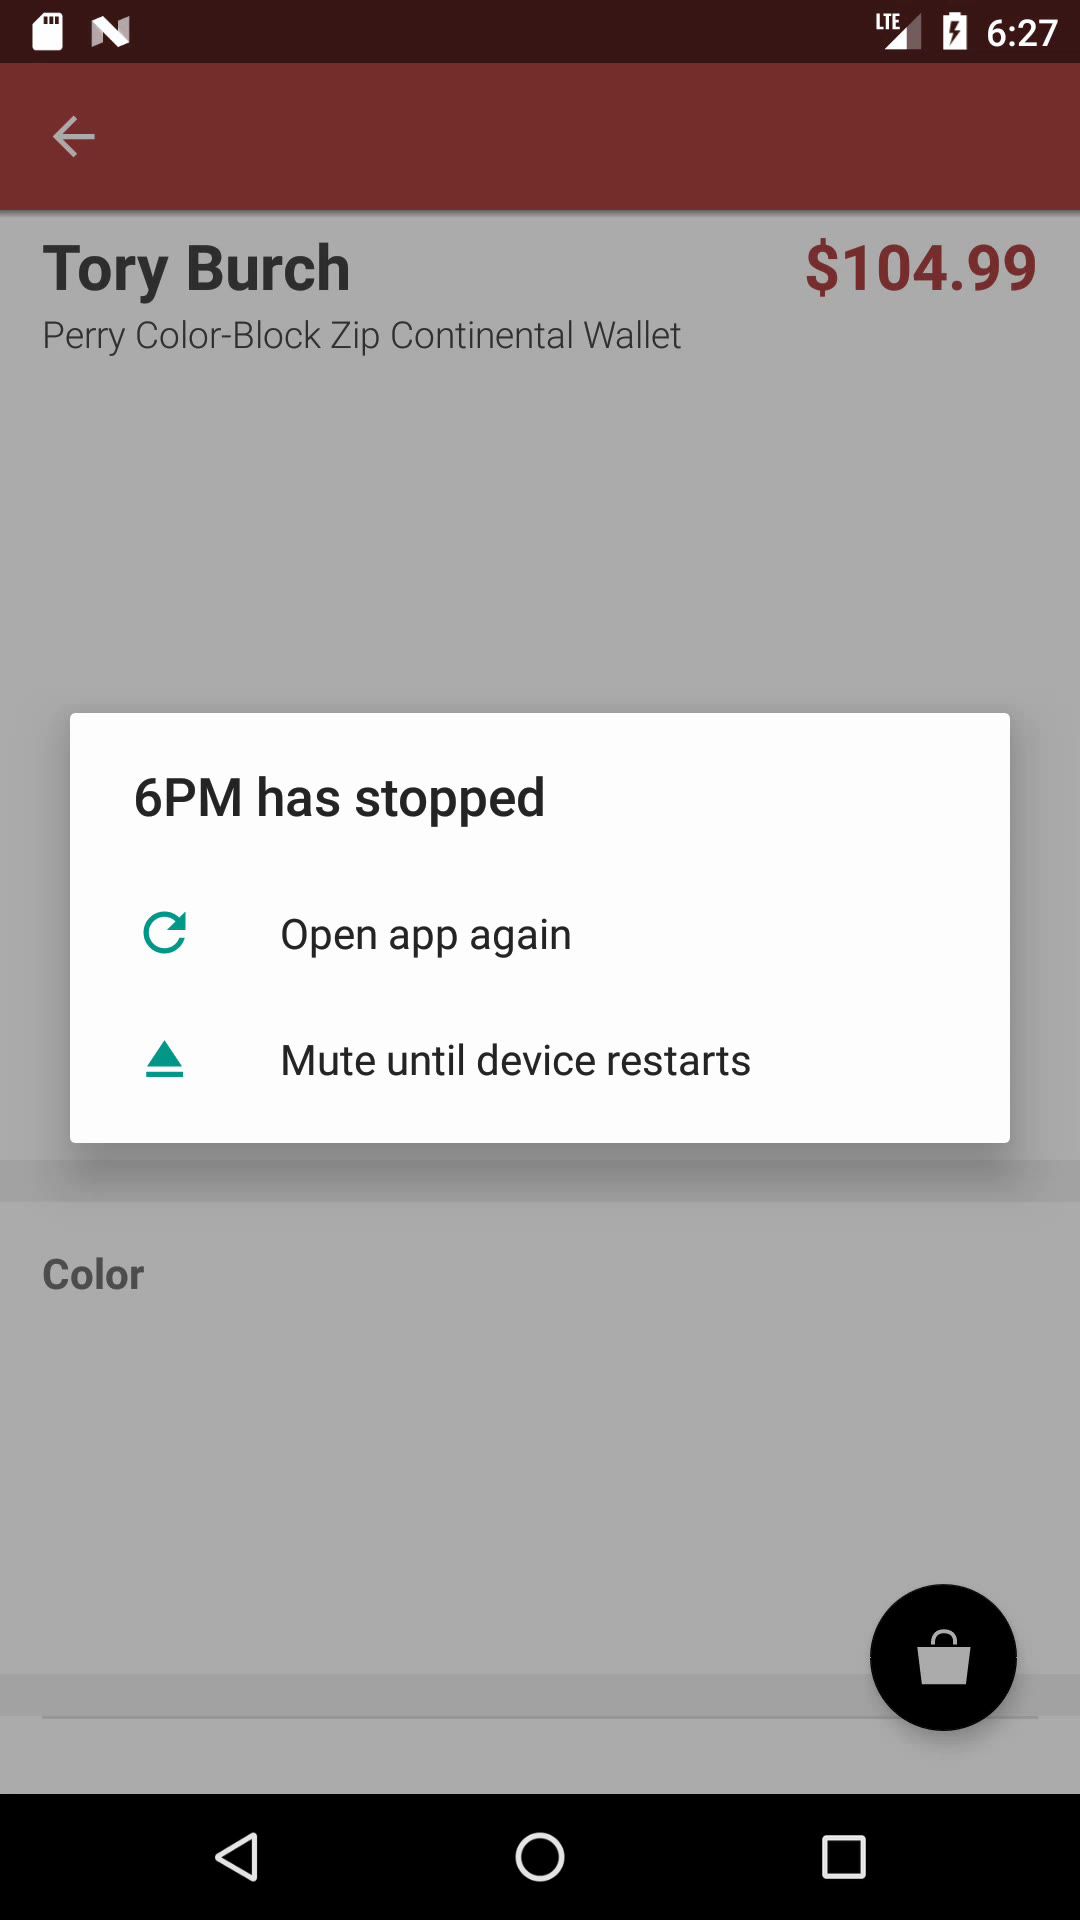 LTE 6:27
Tory Burch $104.99
Perry Color-Block Zip Continental Wallet
6PM has stopped
Open app again
Mute until device restarts
Color